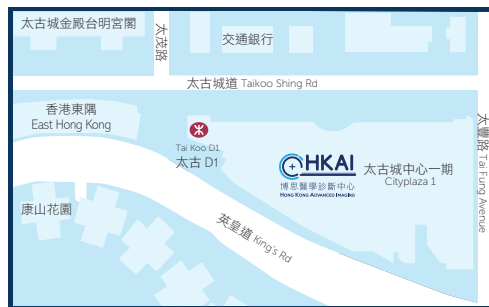 太古城金殿台明宮閣
太茂路
交通銀行
太古城道 Taikoo Shing Rd
香港東隅
East Hong Kong
Tai Koo D1
太古 D1
HKAI
博思醫學診斷中心
HONG KONG ADVANCED IMAGING
太古城中心一期
Cityplaza 1
太豐路 Tai Fung Avenue
康山花園
英皇道 King's Rd